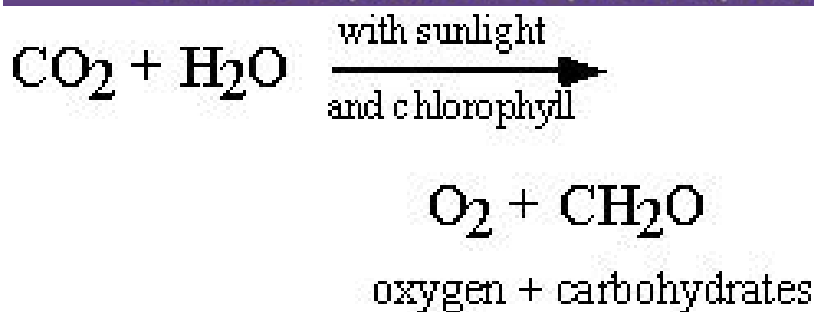 CO2 + H2O with sunlight
and chlorophyll
O2 + CH2O
oxygen + carbohydrates